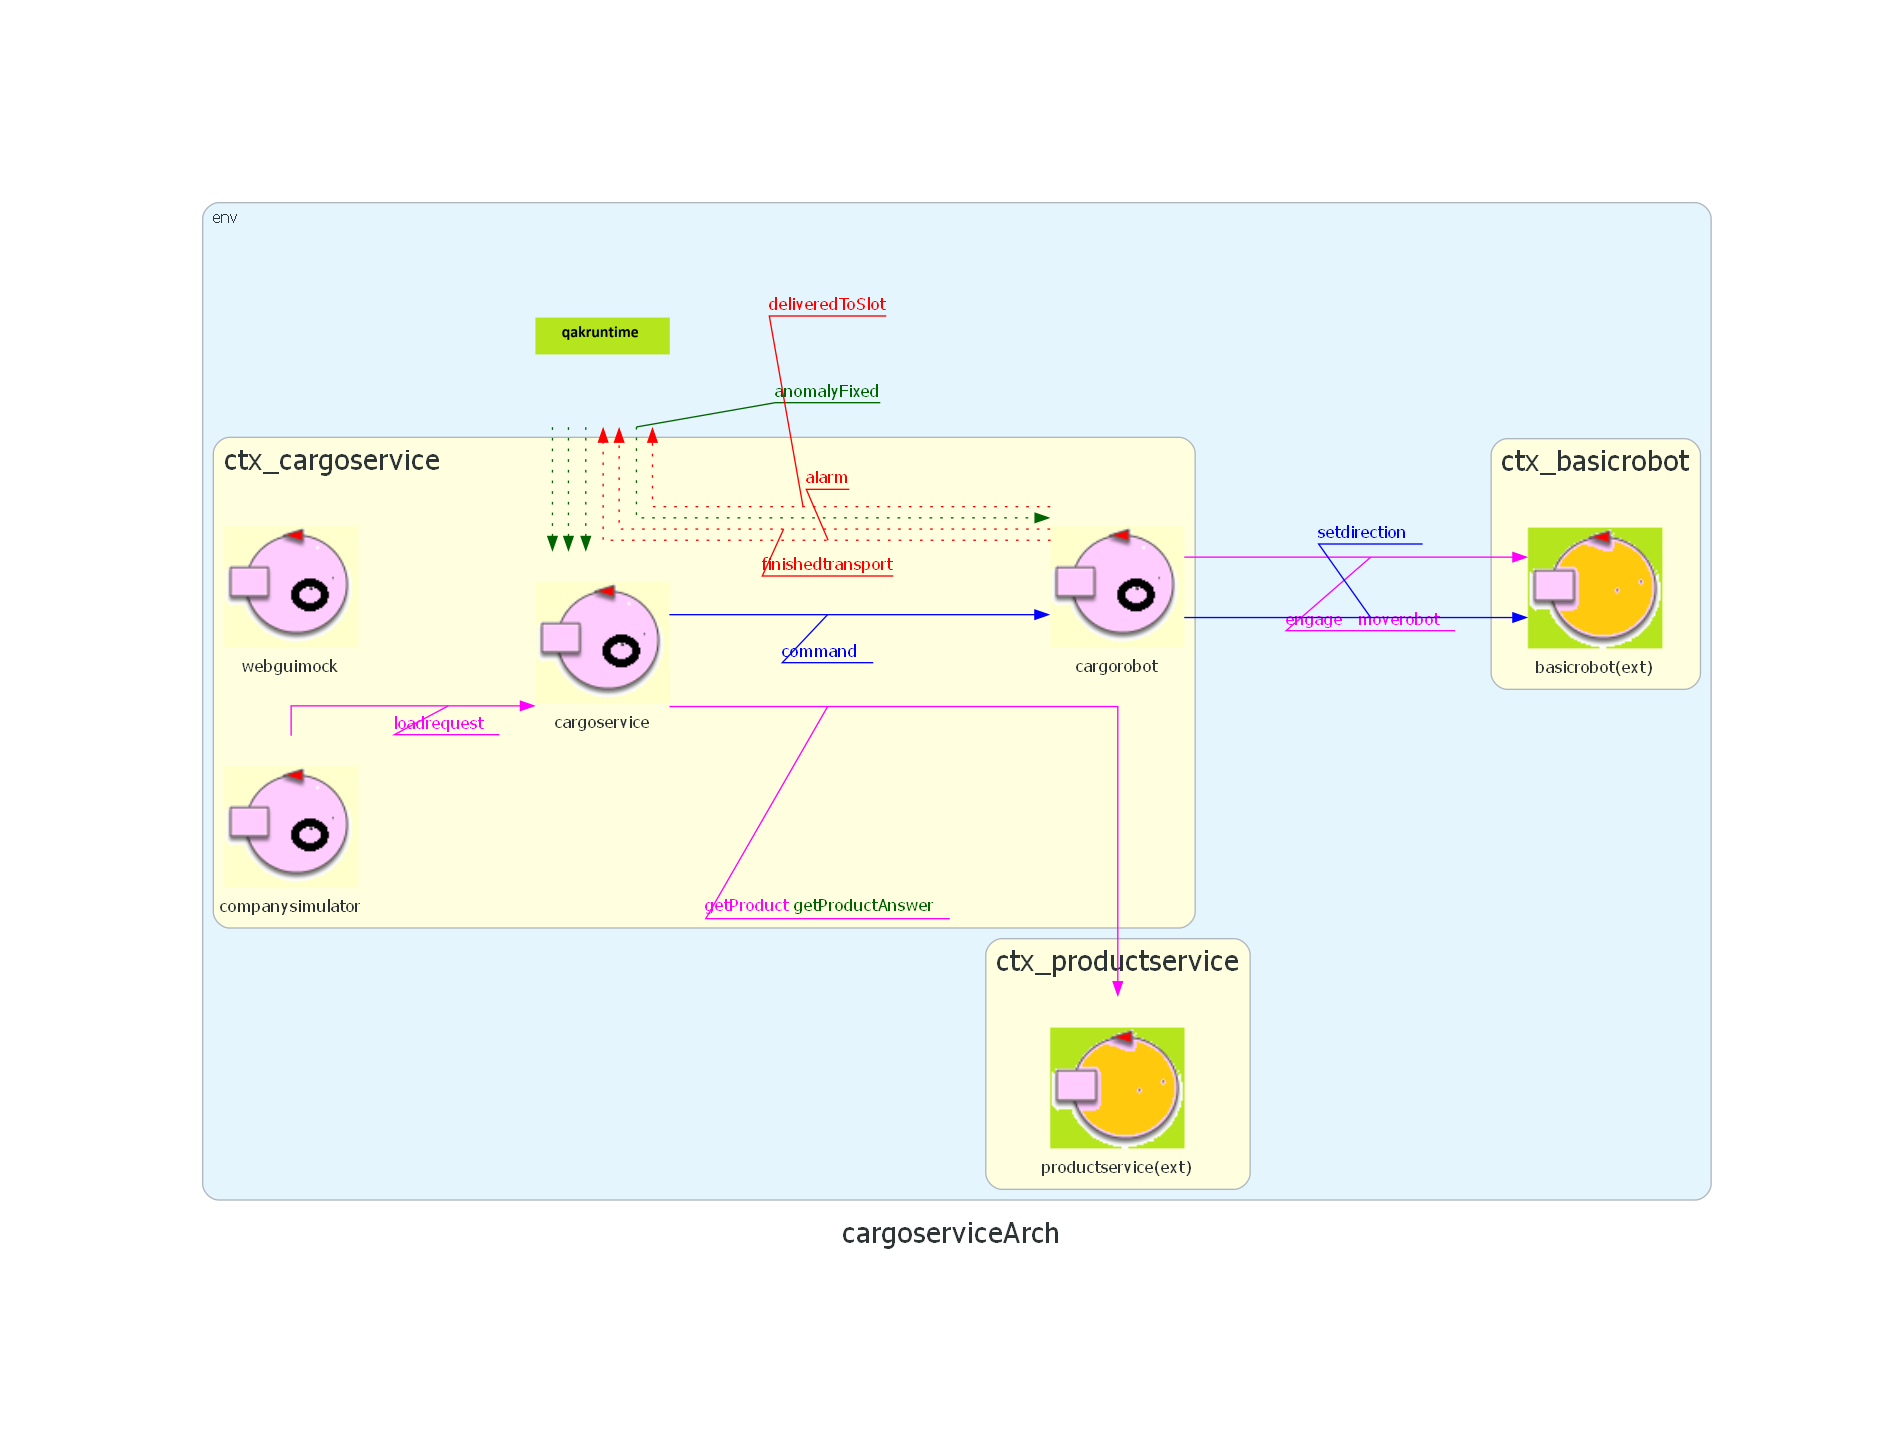 env
deliveredToSlot
qakruntime
anomalyFixed
ctx_cargoservice
ctx_basicrobot
alarm
setdirection
finishedtransport
engage moverobot
command
webguimock
cargorobot
basicrobot(ext)
loadrequest
cargoservice
companysimulator
getProduct getProductAnswer
ctx_productservice
productservice(ext)
cargoserviceArch